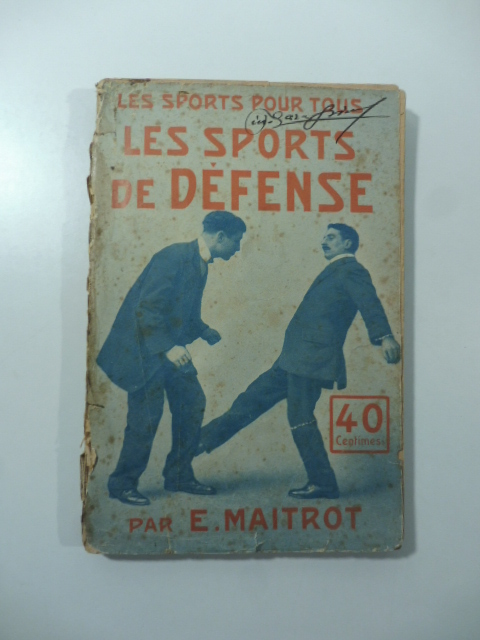 LES SPORTS POUR TOUS
LES SPORTS
DE DÉFENSE
40
Centimes
PAR E. MAITROT